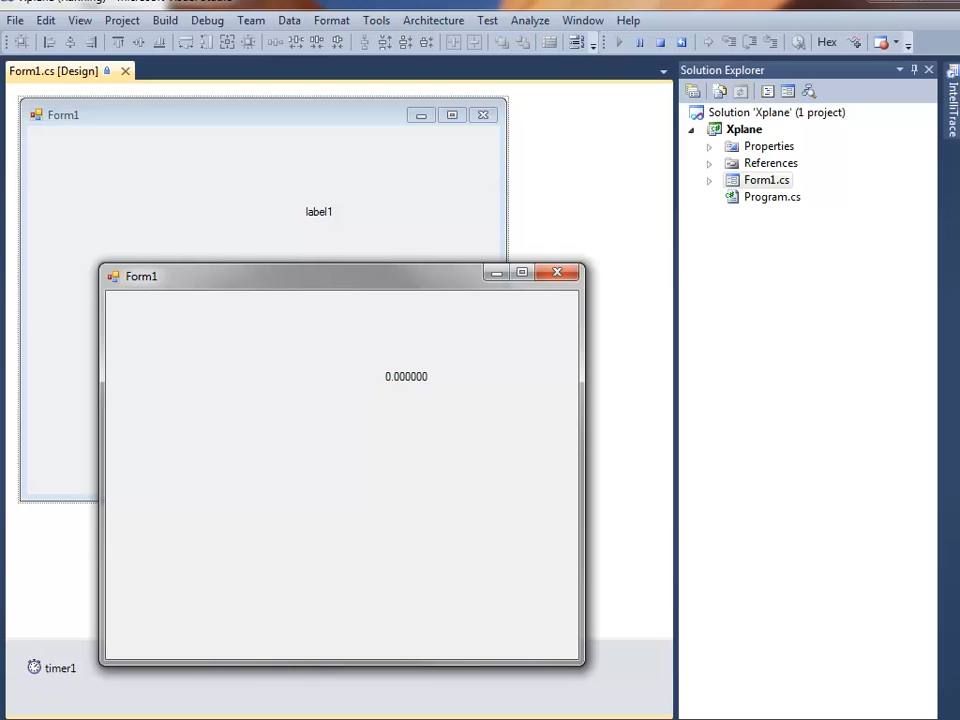 File Edit View Project Build Debug Team Data Format Tools Architecture Test Analyze Window Help
Hex
Form1.cs [Design]
Solution Explorer
Form1
Solution 'Xplane' (1 project)
Xplane
Properties
References
Form1.cs
Program.cs
IntelliTrace
label1
Form1
0.000000
timer1